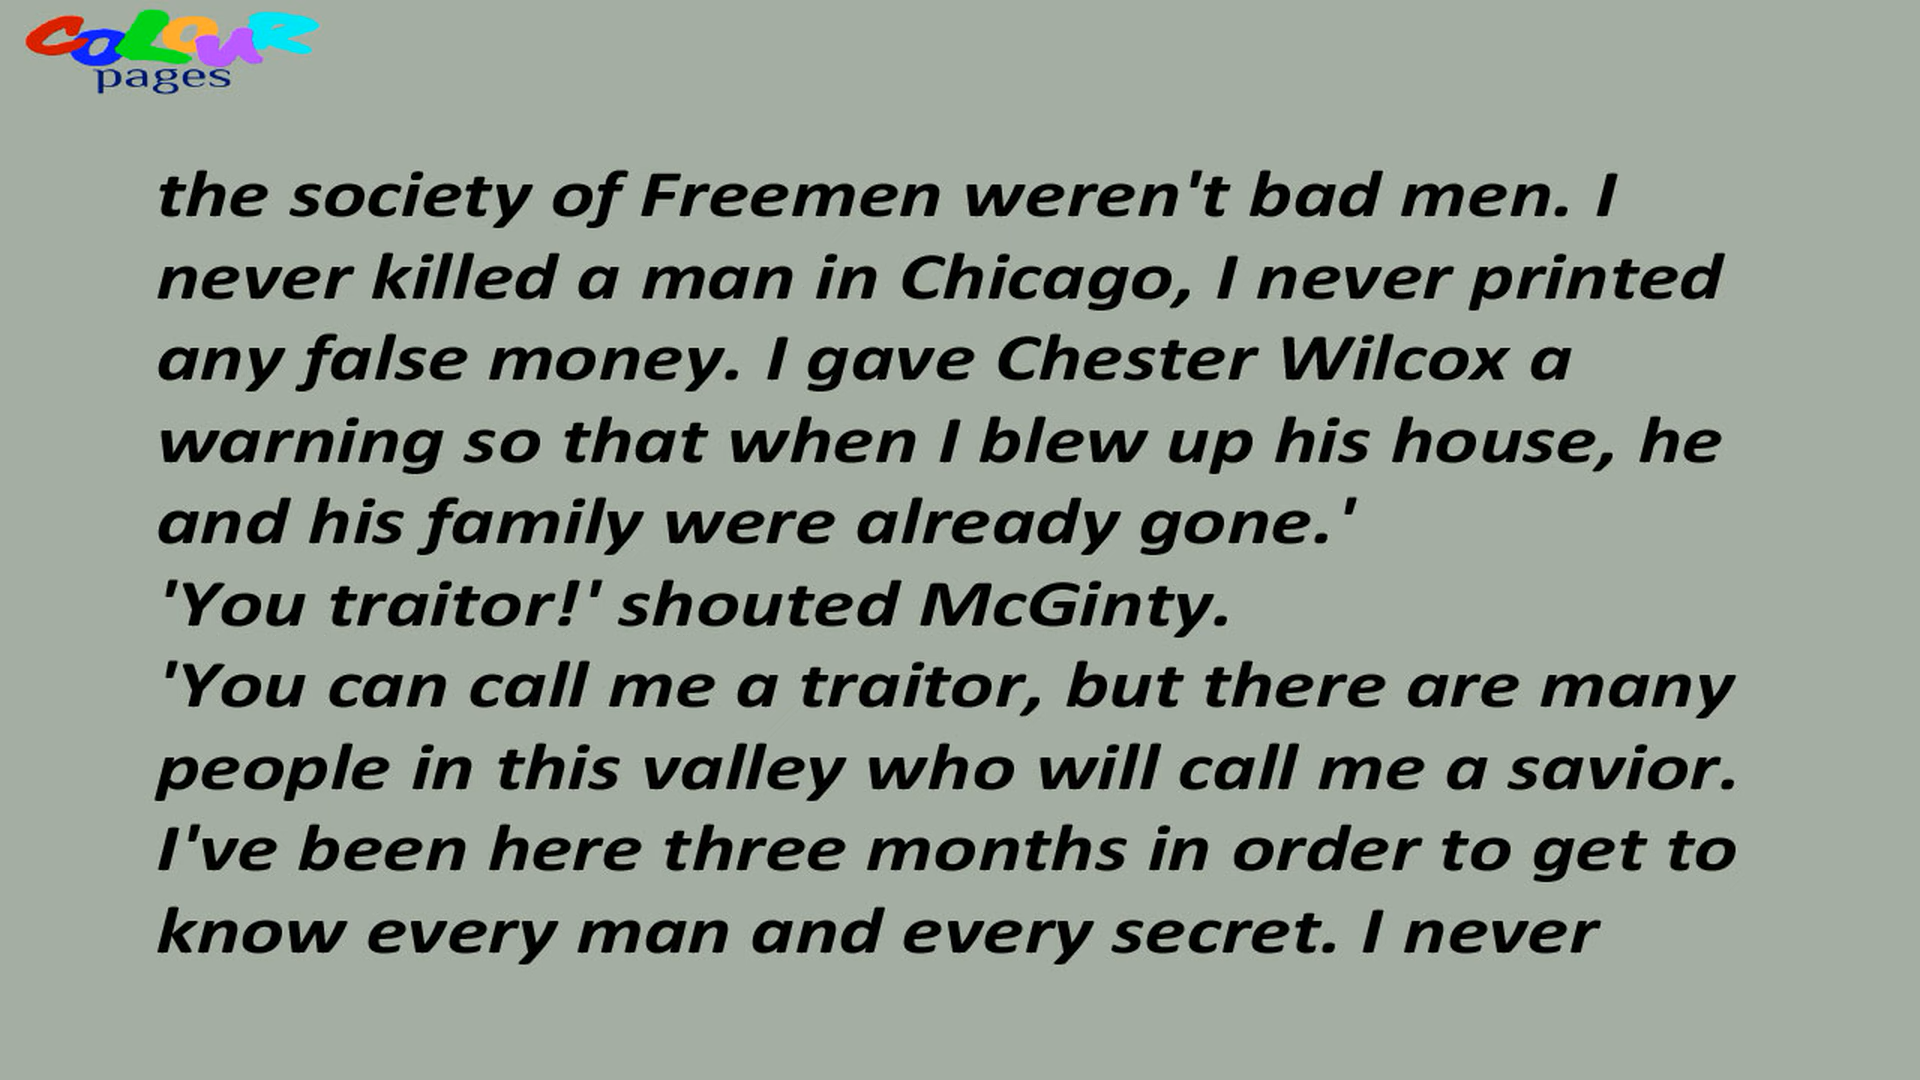 COLOUR
pages
the society of Freemen weren't bad men. I
never killed a man in Chicago, I never printed
any false money. I gave Chester Wilcox a
warning so that when I blew up his house, he
and his family were already gone.'
'You traitor!' shouted McGinty.
'You can call me a traitor, but there are many
people in this valley who will call me a savior.
I've been here three months in order to get to
know every man and every secret. I never